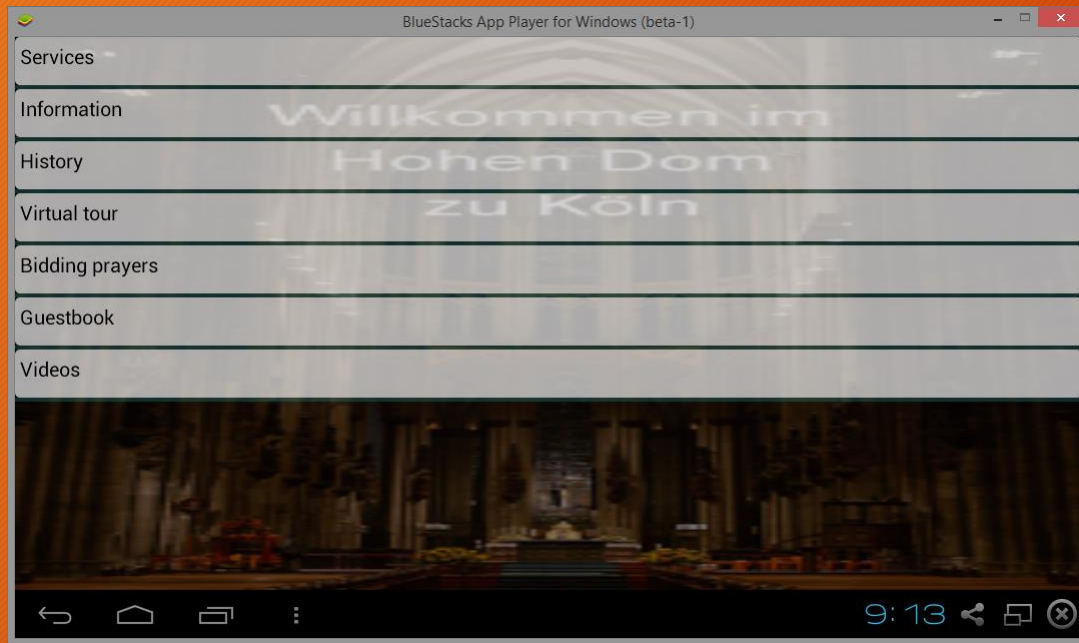 BlueStacks App Player for Windows (beta-1)
Services
Information
Willkommen im
History
Hohen Dom
zu Köln
Virtual tour
Bidding prayers
Guestbook
Videos
9:13